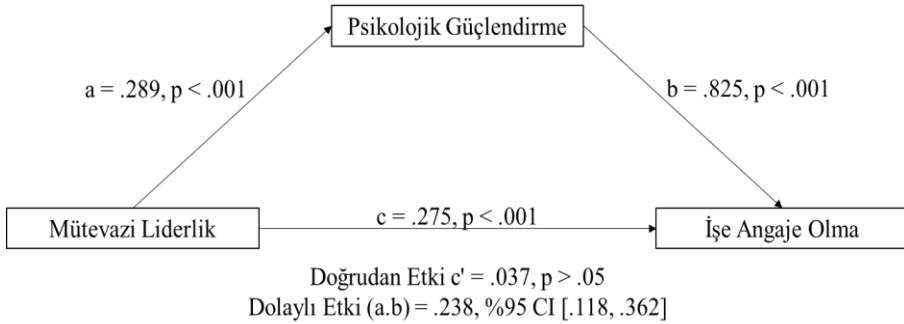 Psikolojik Güçlendirme
a = .289, p < .001
b = .825, p < .001
Mütevazi Liderlik
c = .275, p < .001
İşe Angaje Olma
Doğrudan Etki c' = .037, p > .05
Dolaylı Etki (a.b) = .238, %95 CI [.118, .362]